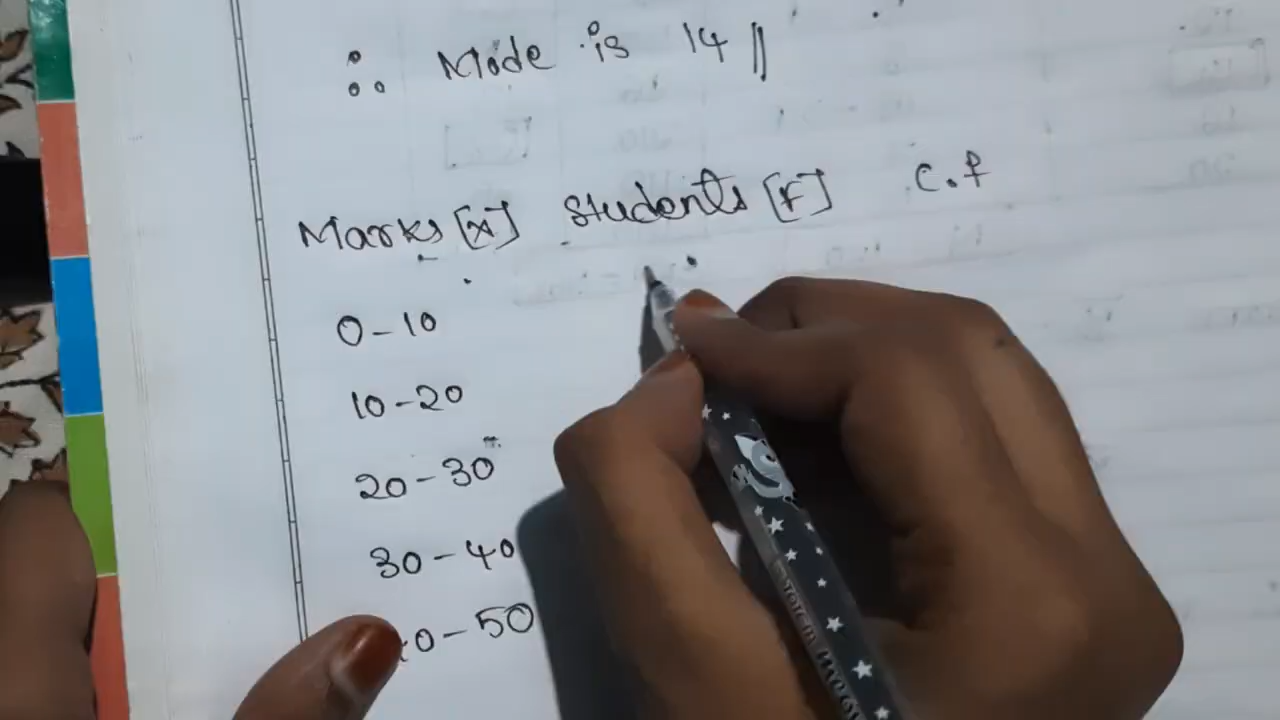 ∴ Mode is 14 //
Marks [X] Students [F] C.f
0-10
10-20
20-30
30-40
0-50